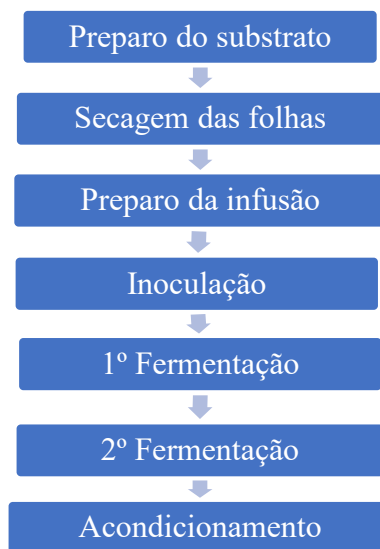 Preparo do substrato
Secagem das folhas
Preparo da infusão
Inoculação
1º Fermentação
2º Fermentação
Acondicionamento